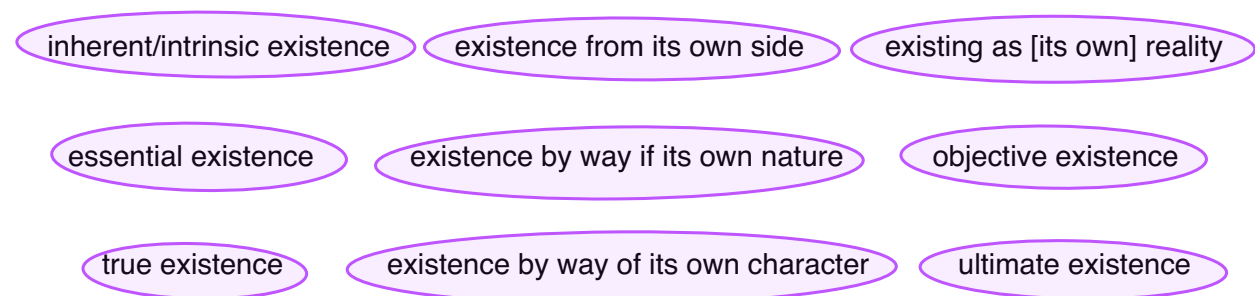 inherent/intrinsic existence existence from its own side existing as [its own] reality
essential existence existence by way if its own nature objective existence
true existence existence by way of its own character ultimate existence